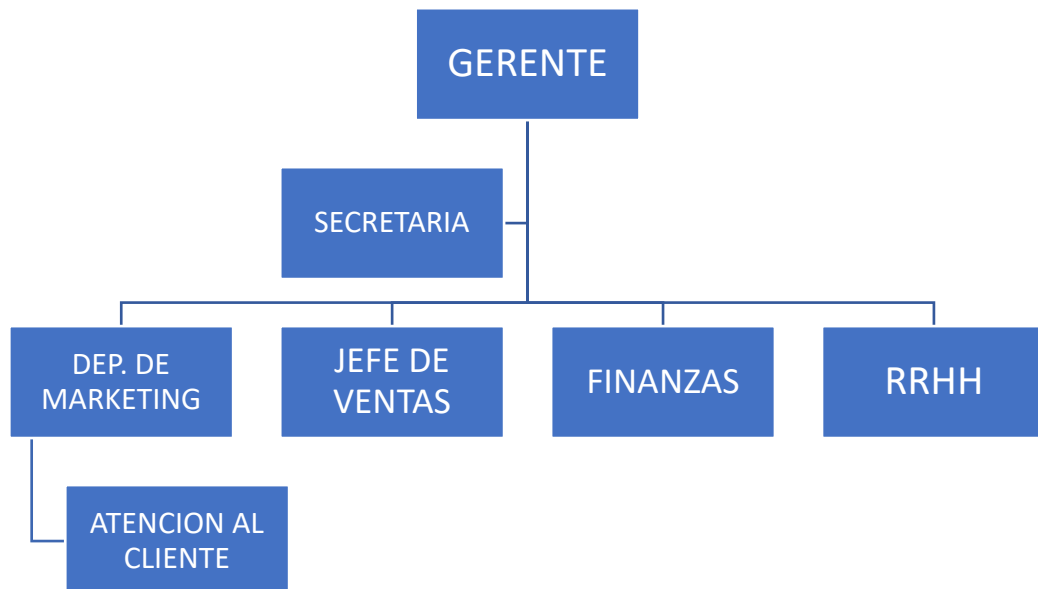 GERENTE
SECRETARIA
DEP. DE
MARKETING
JEFE DE
VENTAS
FINANZAS
RRHH
ATENCION AL
CLIENTE